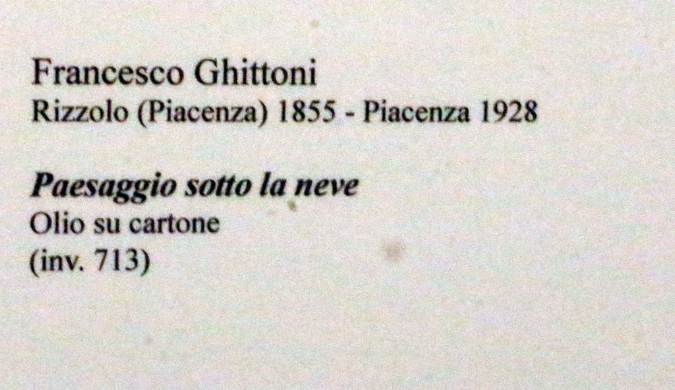 Francesco Ghittoni
Rizzolo (Piacenza) 1855 - Piacenza 1928
Paesaggio sotto la neve
Olio su cartone
(inv. 713)